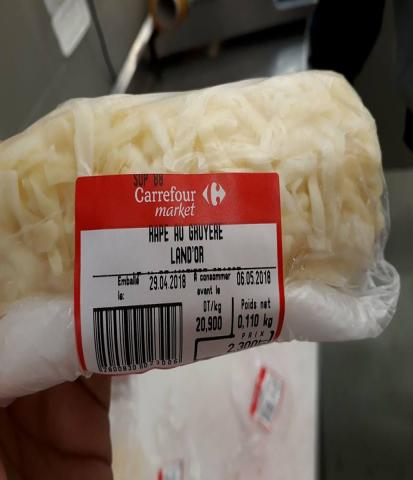 SUP 88
Carrefour
market
RAPE AU GRUYERE
LAND'OR
Emballé le: 29.04.2018 A consommer avant le 06.05.2018
DT/kg Poids net
20,900 0,110 kg
PRIX
2,300